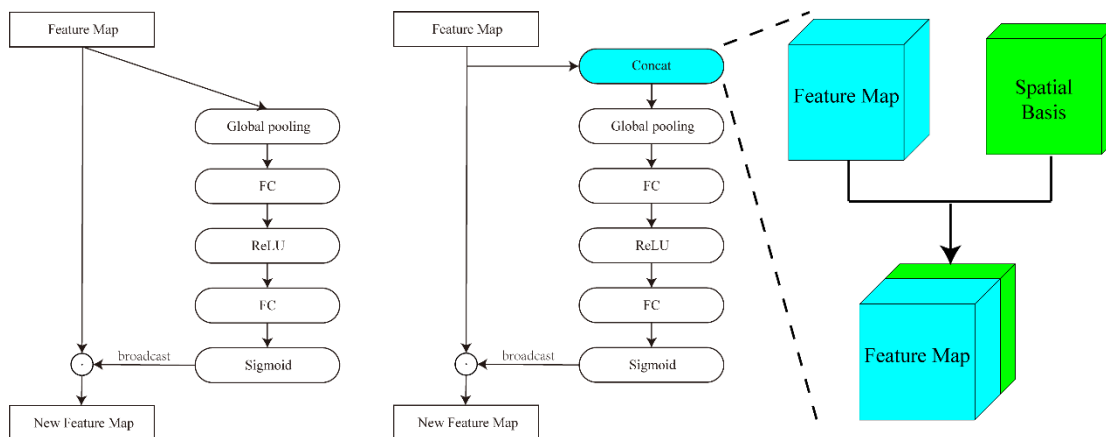 Feature Map
Global pooling
FC
ReLU
FC
broadcast
Sigmoid
New Feature Map
Feature Map
Concat
Global pooling
FC
ReLU
FC
broadcast
Sigmoid
New Feature Map
Feature Map
Spatial
Basis
Feature Map